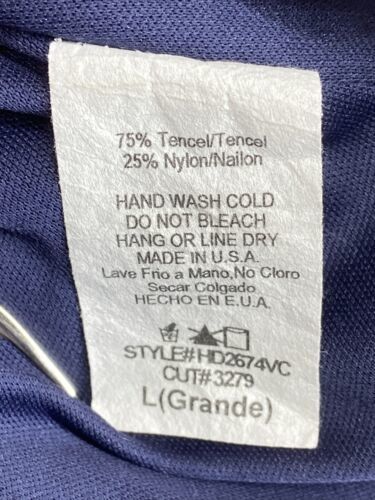 75% Tencel/Tencel
25% Nylon/Nailon
HAND WASH COLD
DO NOT BLEACH
HANG OR LINE DRY
MADE IN U.S.A.
Lave Frio a Mano,No Cloro
Secar Colgado
HECHO EN E.U.A.
STYLE#HD2674VC
CUT#3279
L(Grande)